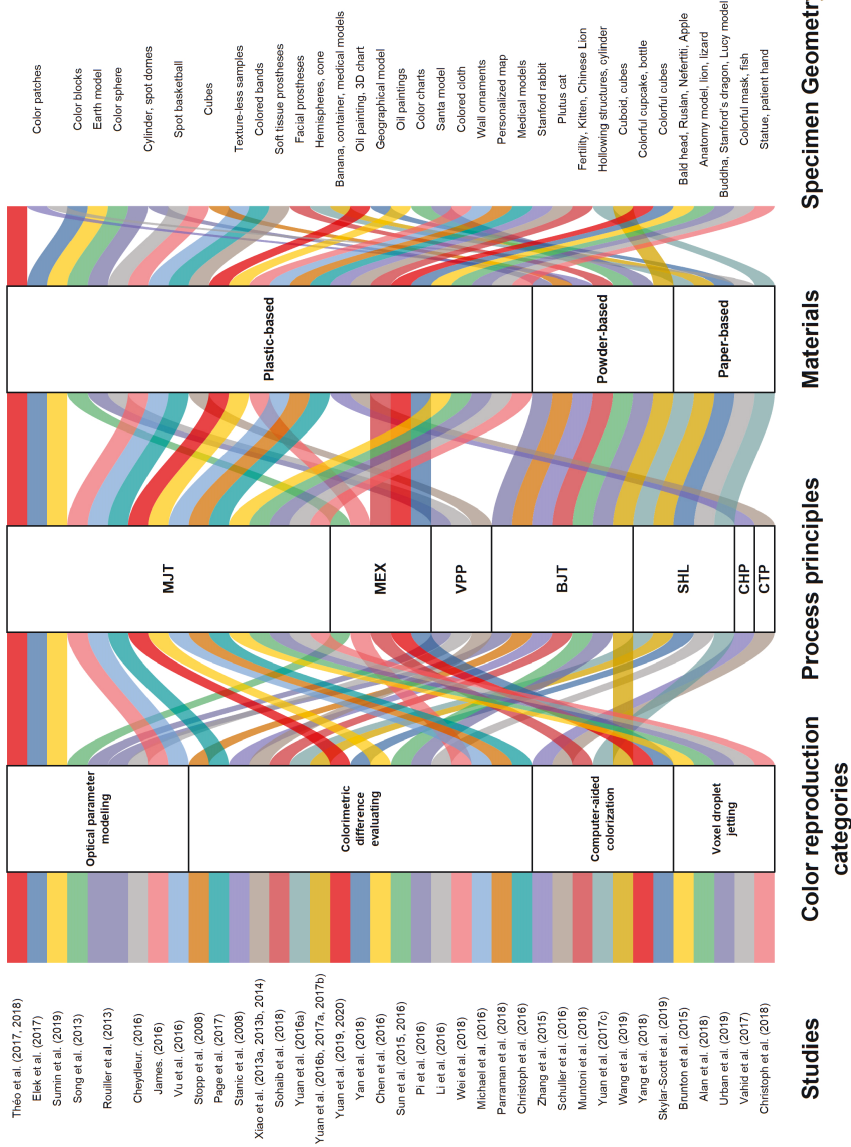 Studies
Théo et al. (2017, 2018)
Elek et al. (2017)
Sumin et al. (2019)
Song et al. (2013)
Rouiller et al. (2013)
Cheydleur. (2016)
James. (2016)
Vu et al. (2016)
Stopp et al. (2008)
Page et al. (2017)
Stanic et al. (2008)
Xiao et al. (2013a, 2013b, 2014)
Sohaib et al. (2018)
Yuan et al. (2016a)
Yuan et al. (2016b, 2017a, 2017b)
Yuan et al. (2019, 2020)
Yan et al. (2018)
Chen et al. (2016)
Sun et al. (2015, 2016)
Pi et al. (2016)
Li et al. (2016)
Wei et al. (2018)
Michael et al. (2016)
Parraman et al. (2018)
Christoph et al. (2016)
Zhang et al. (2015)
Schuller et al. (2016)
Muntoni et al. (2018)
Yuan et al. (2017c)
Wang et al. (2019)
Yang et al. (2018)
Skylar-Scott et al. (2019)
Brunton et al. (2015)
Alan et al. (2018)
Urban et al. (2019)
Vahid et al. (2017)
Christoph et al. (2018)
Color reproduction
categories
Optical parameter
modeling
Colorimetric
difference
evaluating
Computer-aided
colorization
Voxel droplet
jetting
Process principles
MJT
MEX
VPP
BJT
SHL
CHP
CTP
Materials
Plastic-based
Powder-based
Paper-based
Specimen Geometry
Color patches
Color blocks
Earth model
Color sphere
Cylinder, spot domes
Spot basketball
Cubes
Texture-less samples
Colored bands
Soft tissue prostheses
Facial prostheses
Hemispheres, cone
Banana, container, medical models
Oil painting, 3D chart
Geographical model
Oil paintings
Color charts
Santa model
Colored cloth
Wall ornaments
Personalized map
Medical models
Stanford rabbit
Plutus cat
Fertility, Kitten, Chinese Lion
Hollowing structures, cylinder
Cuboid, cubes
Colorful cupcake, bottle
Colorful cubes
Bald head, Ruslan, Nefertiti, Apple
Anatomy model, lion, lizard
Buddha, Stanford's dragon, Lucy model
Colorful mask, fish
Statue, patient hand